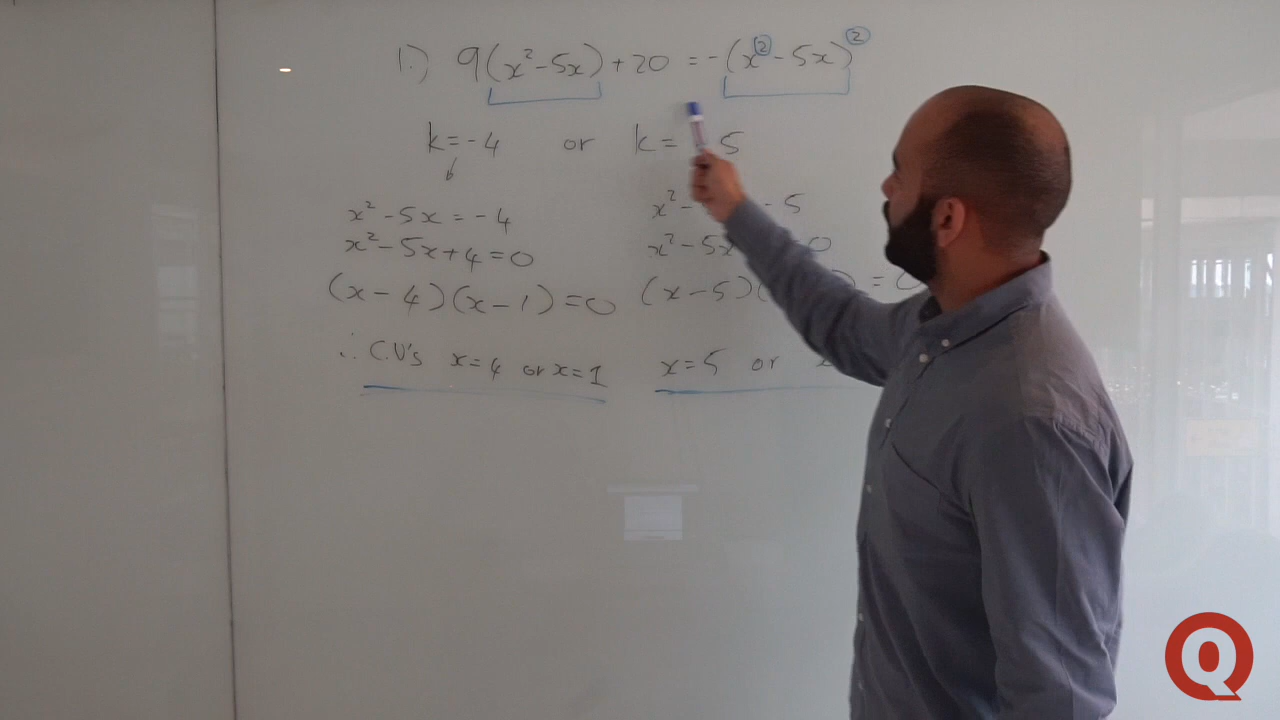 1.) 9(x²-5x)+20 = -(x²-5x)²
k=-4 or k= 5
x²-5x=-4 x²- -5
x²-5x+4=0 x²-5x 0
(x-4)(x-1)=0 (x-5)( ) = 0
∴ C.V's x=4 or x=1 x=5 or x
Q